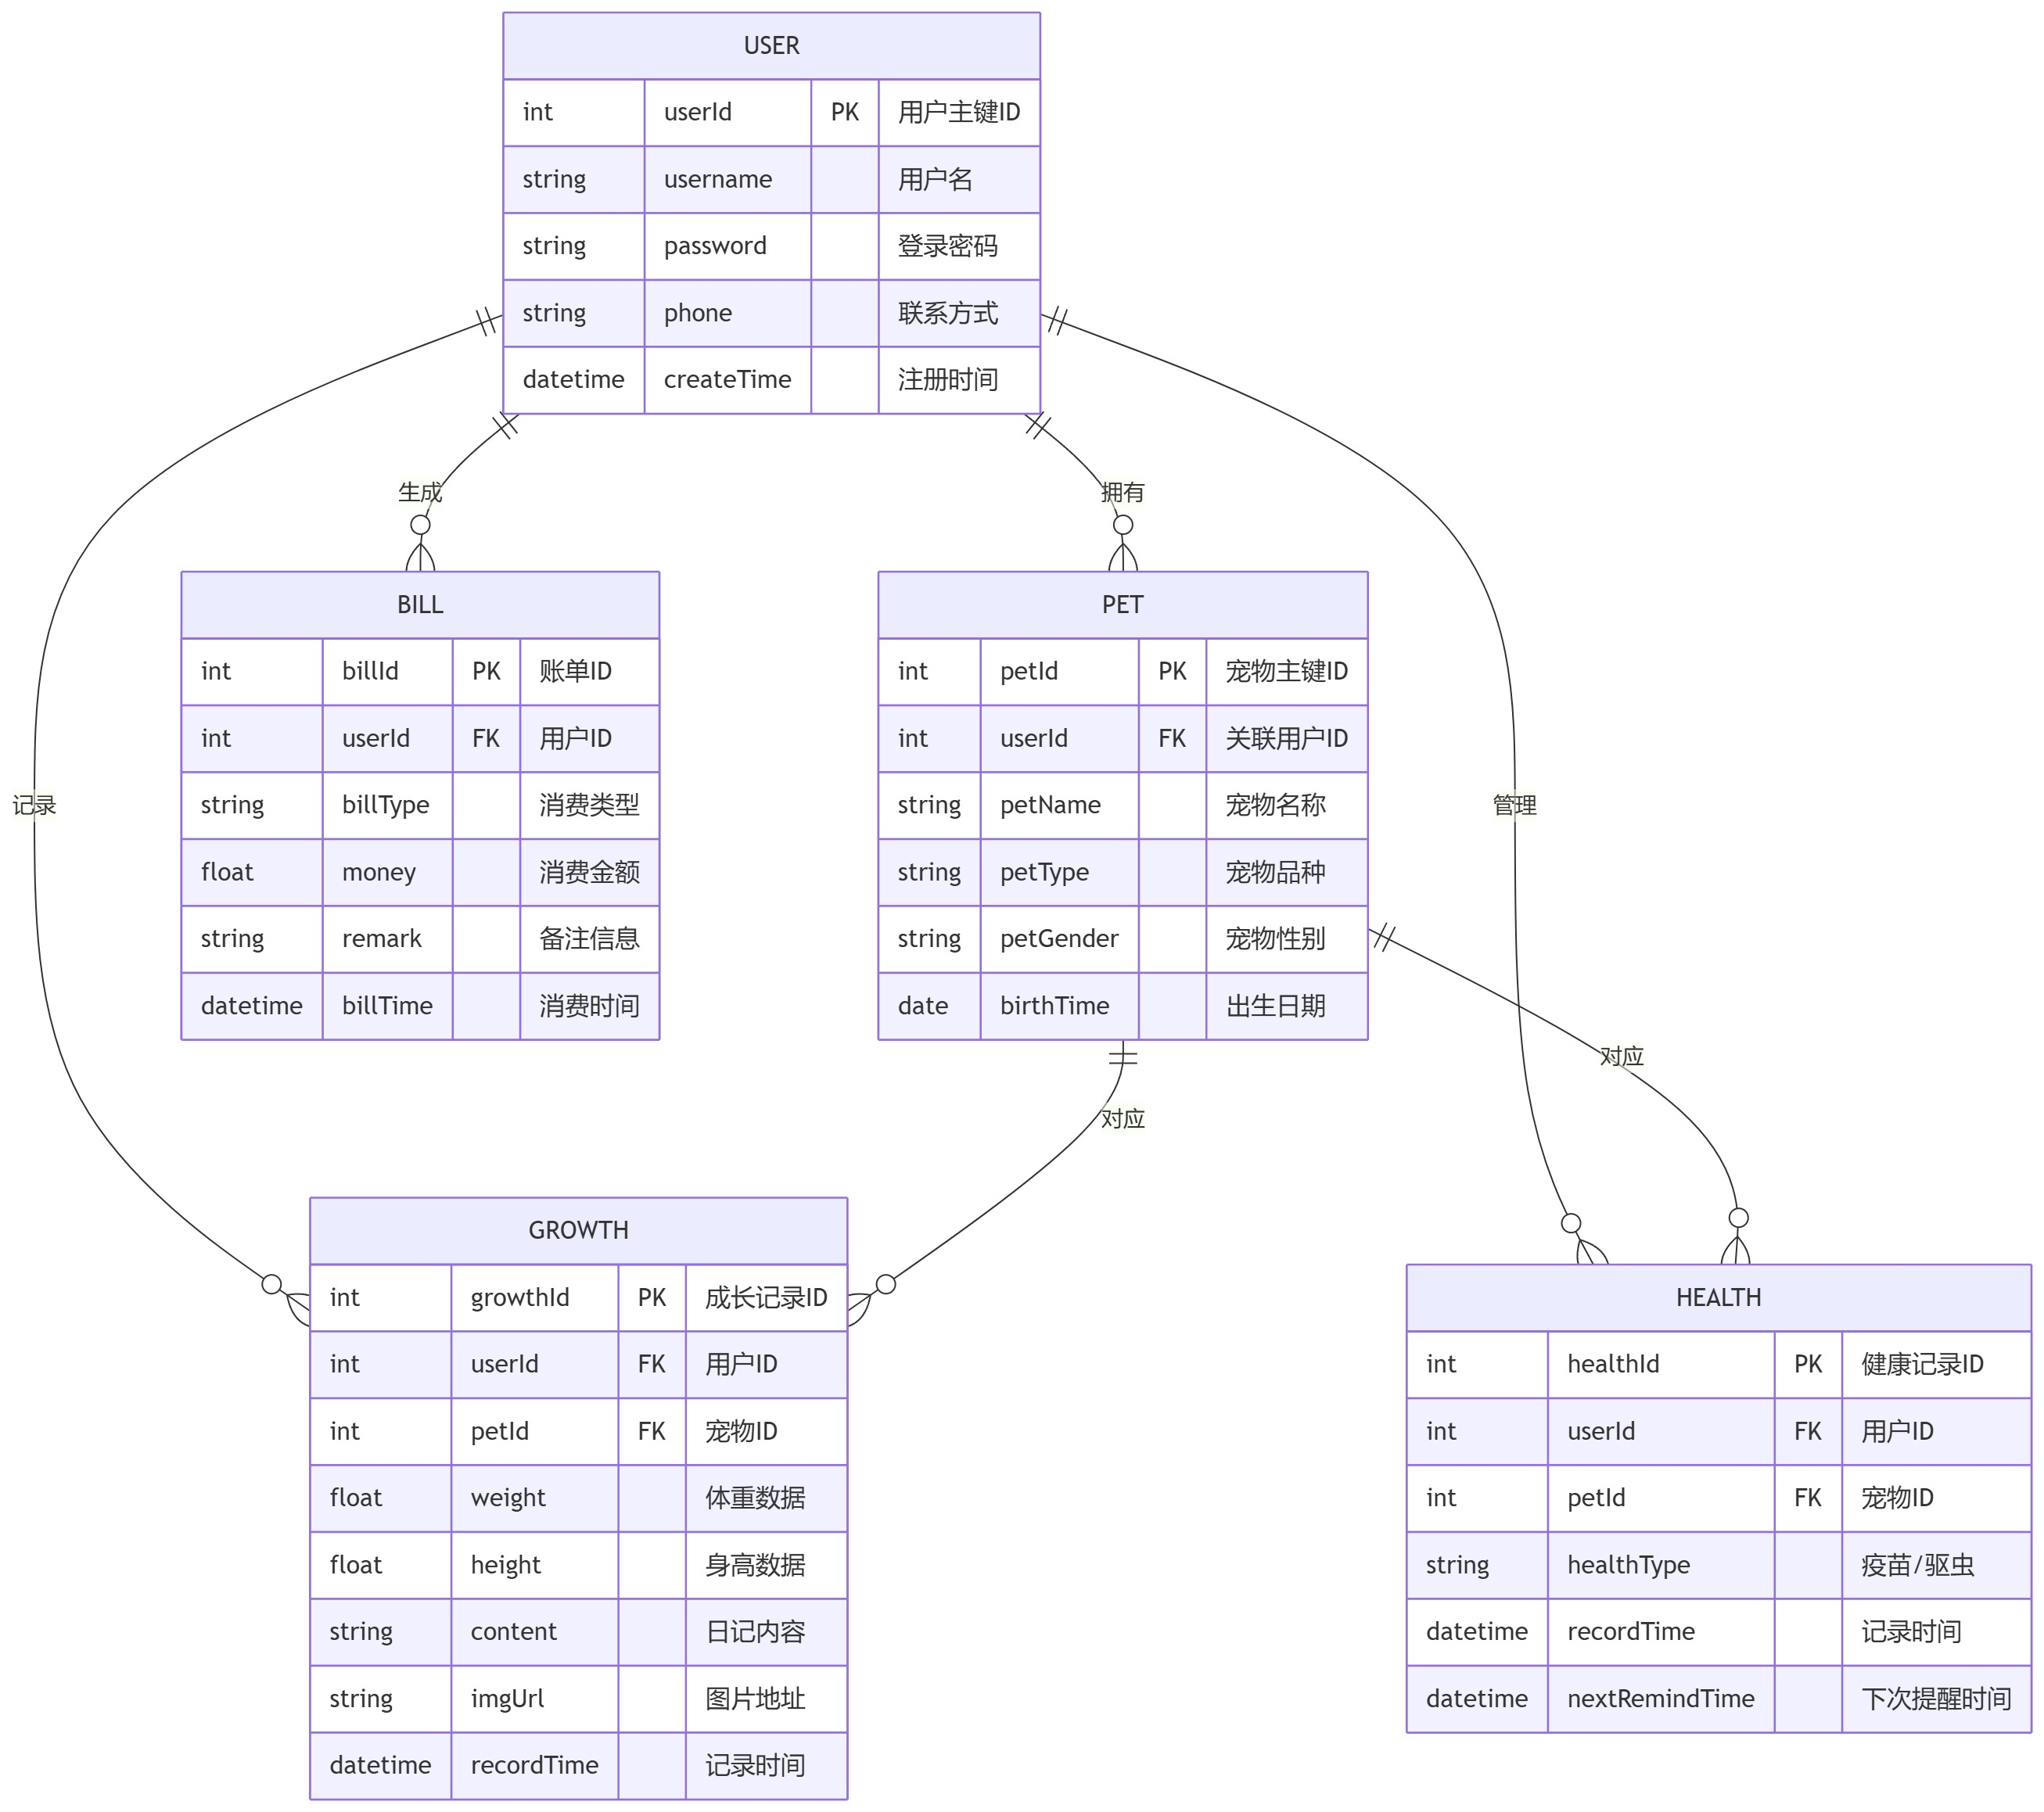 USER
int userId PK 用户主键ID
string username 用户名
string password 登录密码
string phone 联系方式
datetime createTime 注册时间
生成
拥有
BILL
int billId PK 账单ID
int userId FK 用户ID
string billType 消费类型
float money 消费金额
string remark 备注信息
datetime billTime 消费时间
PET
int petId PK 宠物主键ID
int userId FK 关联用户ID
string petName 宠物名称
string petType 宠物品种
string petGender 宠物性别
date birthTime 出生日期
记录
管理
对应
对应
GROWTH
int growthId PK 成长记录ID
int userId FK 用户ID
int petId FK 宠物ID
float weight 体重数据
float height 身高数据
string content 日记内容
string imgUrl 图片地址
datetime recordTime 记录时间
HEALTH
int healthId PK 健康记录ID
int userId FK 用户ID
int petId FK 宠物ID
string healthType 疫苗/驱虫
datetime recordTime 记录时间
datetime nextRemindTime 下次提醒时间